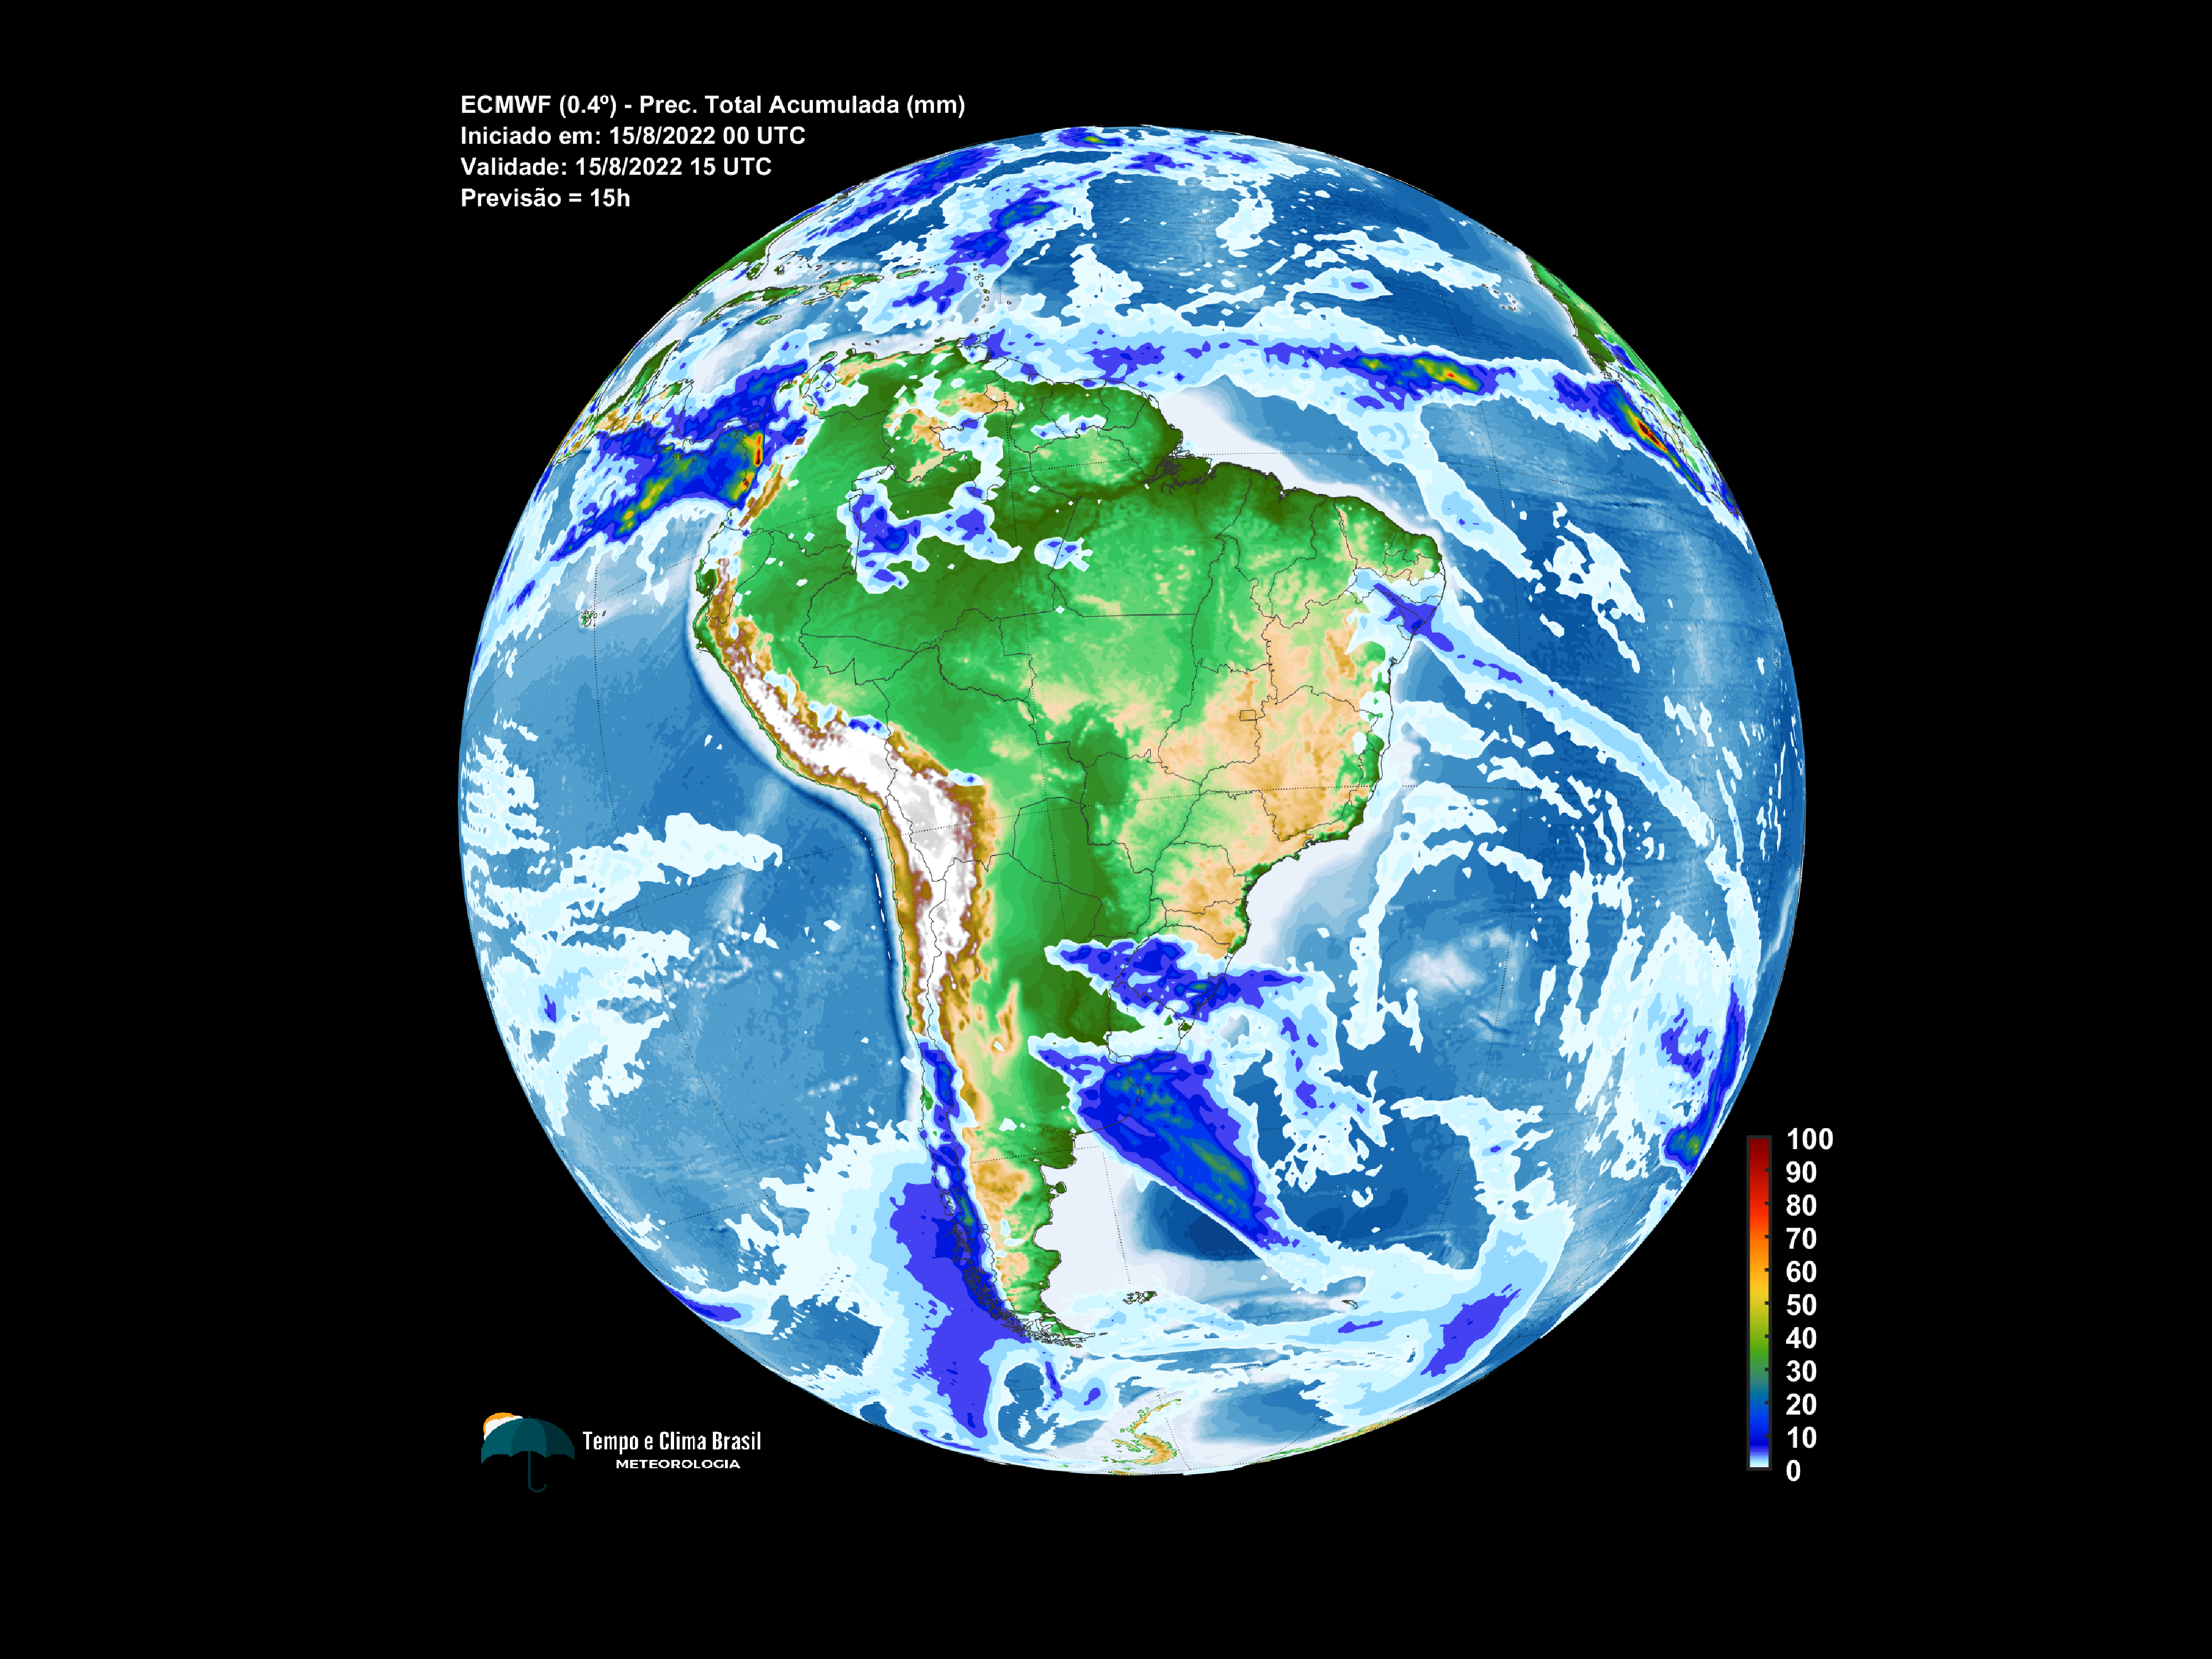 ECMWF (0.4º) - Prec. Total Acumulada (mm)
Iniciado em: 15/8/2022 00 UTC
Validade: 15/8/2022 15 UTC
Previsão = 15h
100
90
80
70
60
50
40
30
20
10
0
Tempo e Clima Brasil
METEOROLOGIA